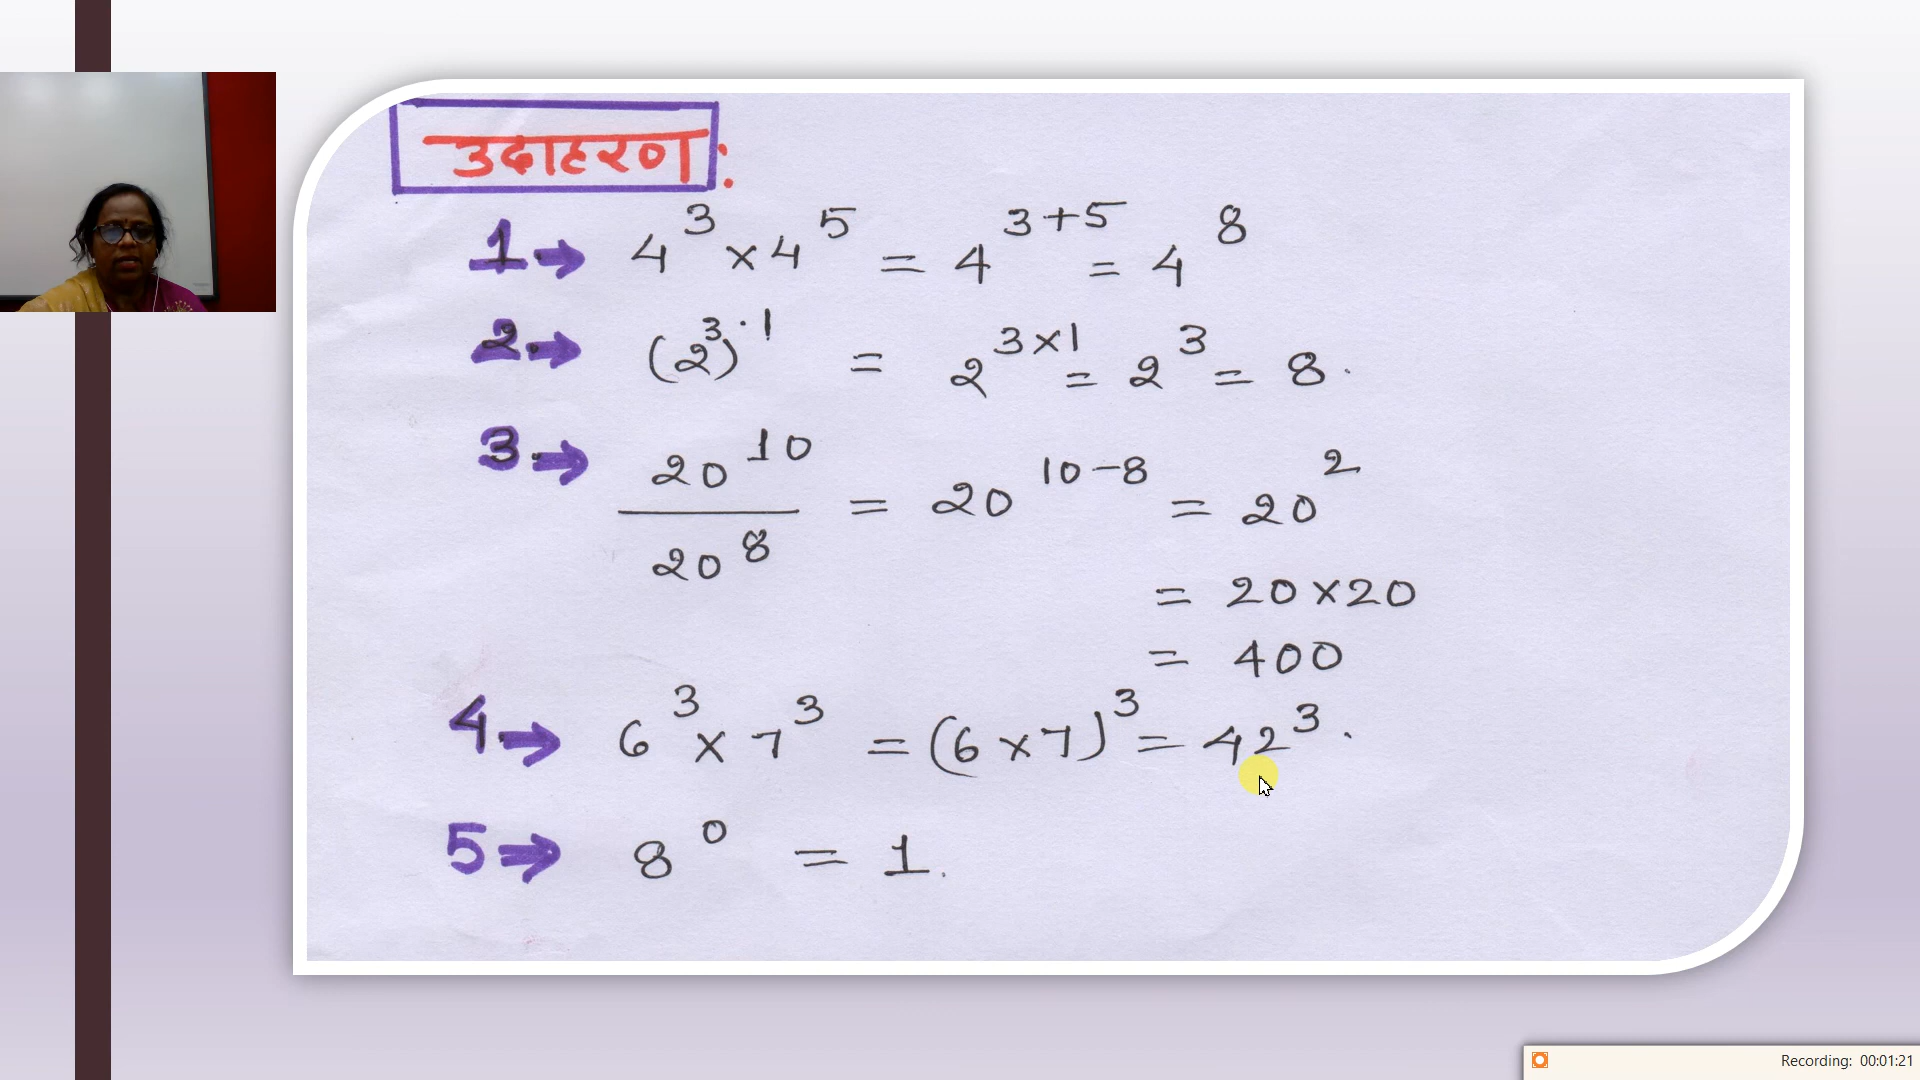 उदाहरण:
1→ 4³ × 4⁵ = 4³⁺⁵ = 4⁸
2.→ (2³)·¹ = 2³ˣ¹ = 2³ = 8.
3.→ 20¹⁰ / 20⁸ = 20¹⁰⁻⁸ = 20²
= 20 × 20
= 400
4→ 6³ × 7³ = (6 × 7)³ = 42³.
5→ 8⁰ = 1.
Recording: 00:01:21